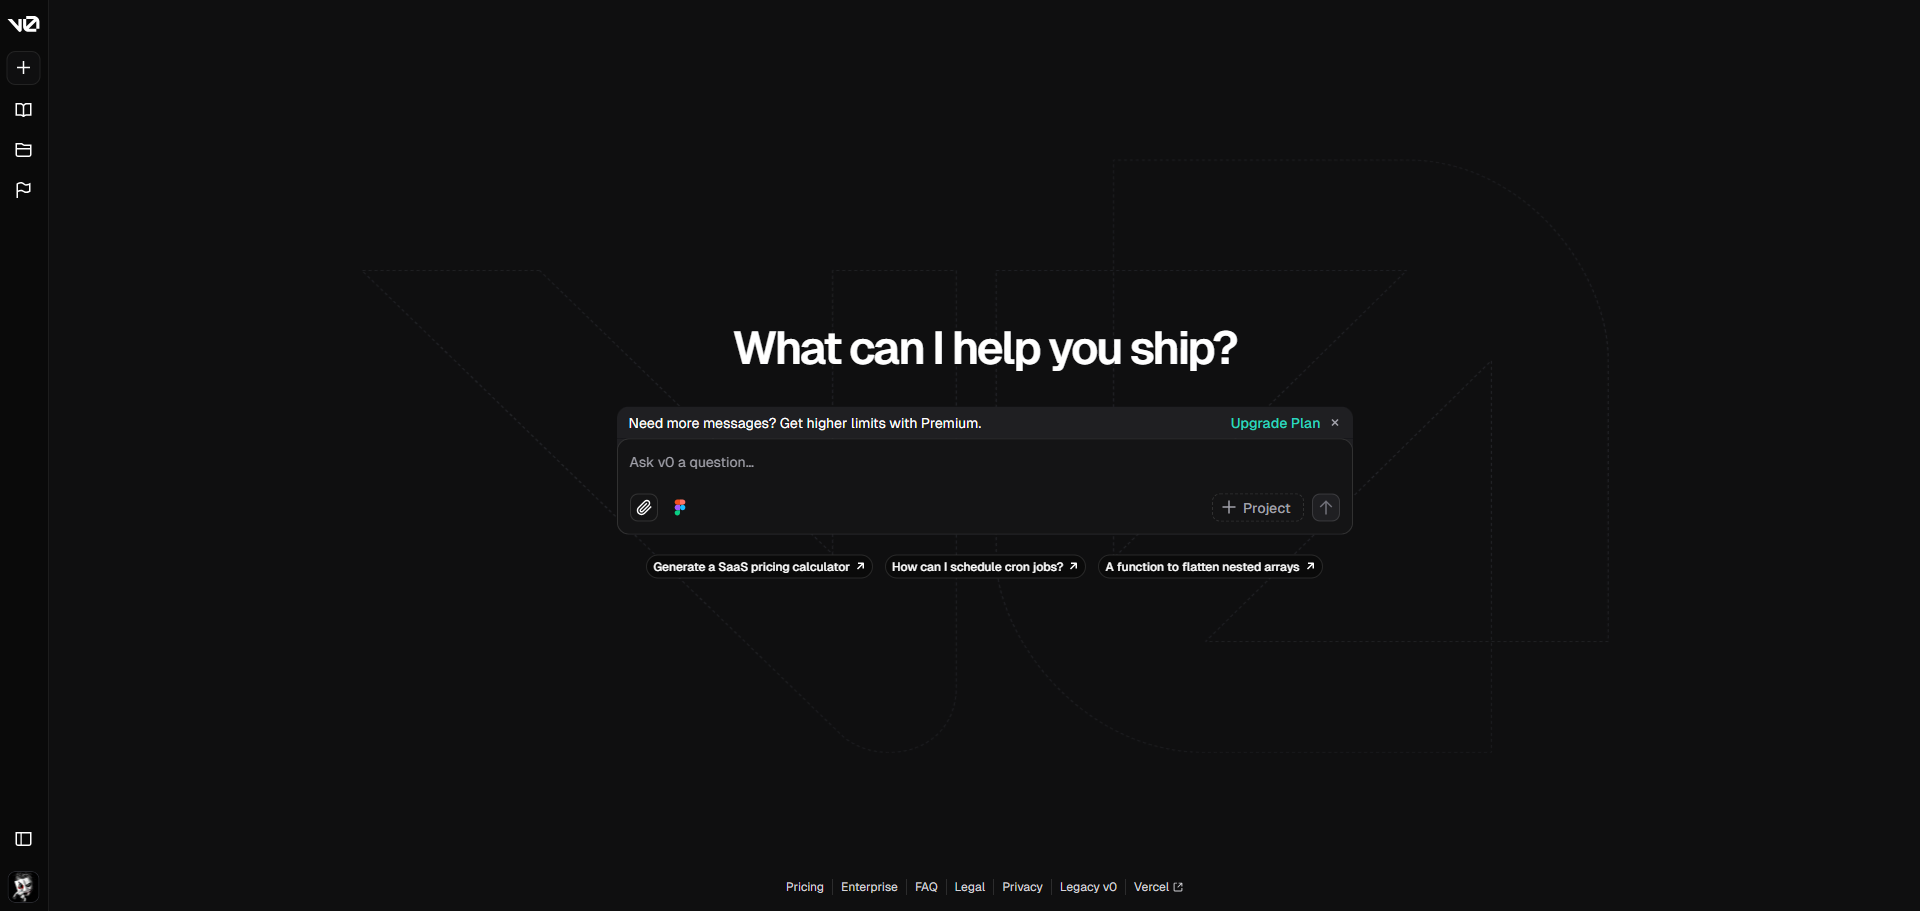 v0
What can I help you ship?
Need more messages? Get higher limits with Premium.
Upgrade Plan ×
Ask v0 a question...
Project
Generate a SaaS pricing calculator
How can I schedule cron jobs?
A function to flatten nested arrays
Pricing
Enterprise
FAQ
Legal
Privacy
Legacy v0
Vercel